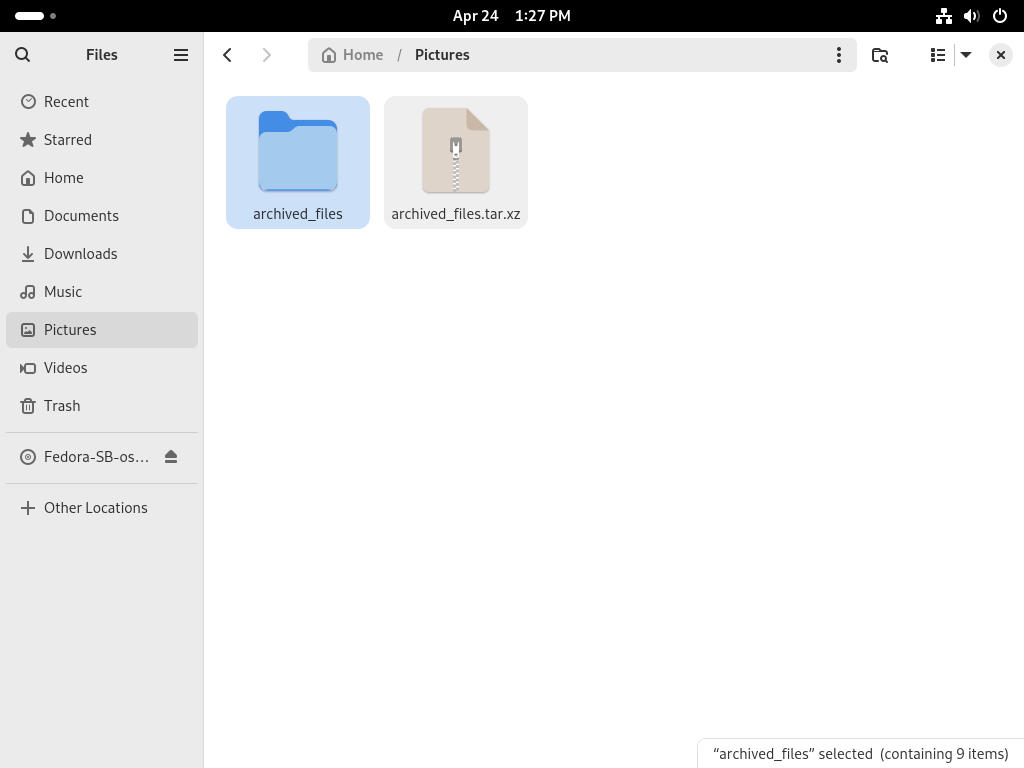 Apr 24 1:27 PM
Files
Home / Pictures
Recent
Starred
Home
Documents
Downloads
Music
Pictures
Videos
Trash
Fedora-SB-os…
Other Locations
archived_files
archived_files.tar.xz
“archived_files” selected (containing 9 items)